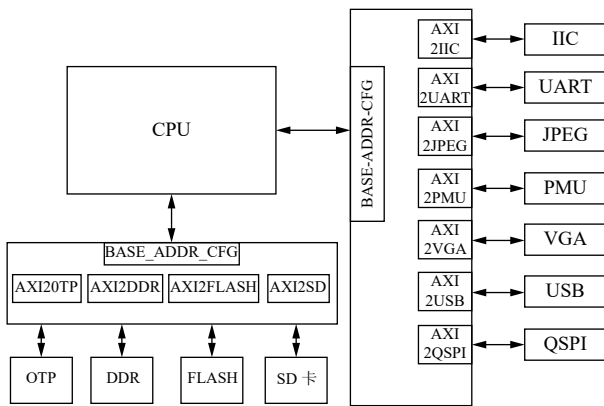 CPU
BASE-ADDR-CFG
AXI
2IIC
IIC
AXI
2UART
UART
AXI
2JPEG
JPEG
AXI
2PMU
PMU
AXI
2VGA
VGA
AXI
2USB
USB
AXI
2QSPI
QSPI
BASE_ADDR_CFG
AXI20TP
AXI2DDR
AXI2FLASH
AXI2SD
OTP
DDR
FLASH
SD 卡